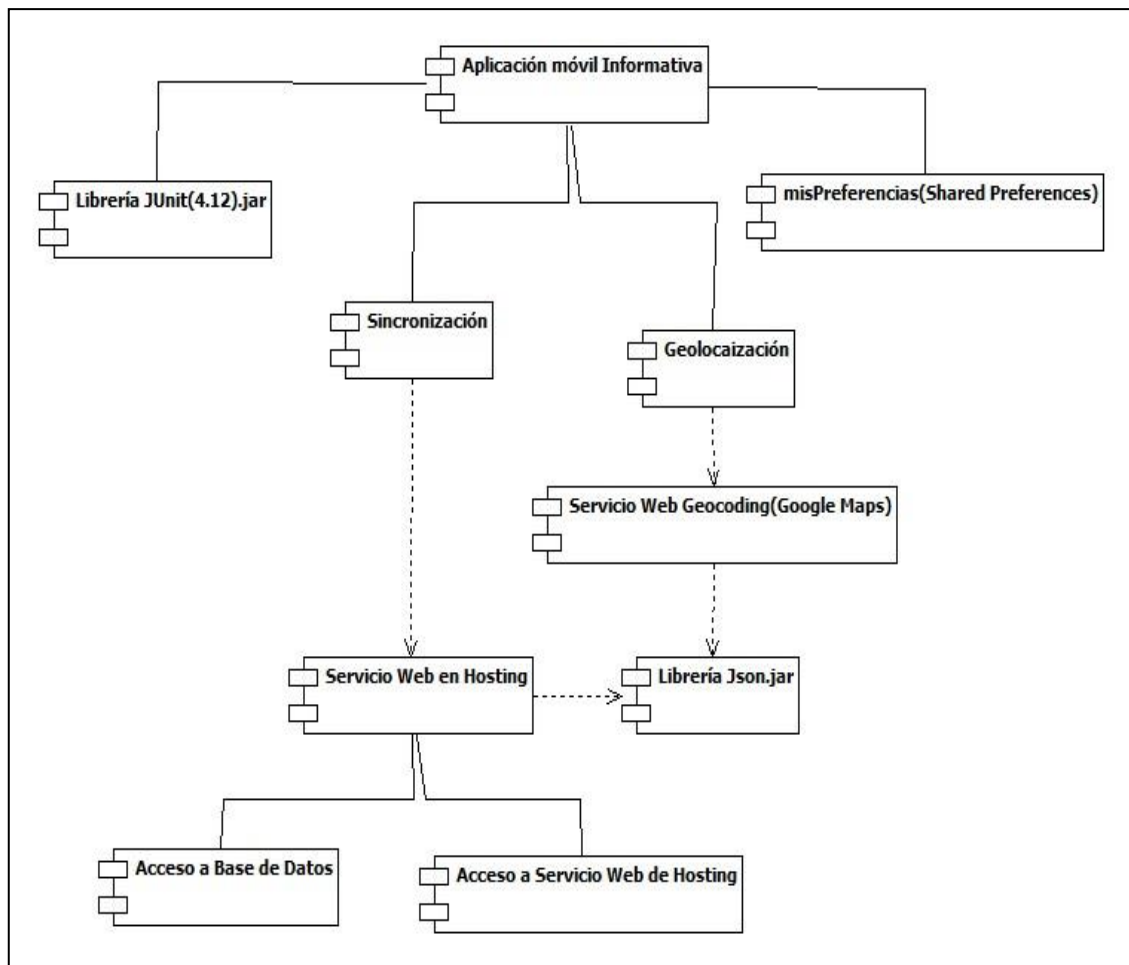 Aplicación móvil Informativa
Librería JUnit(4.12).jar
misPreferencias(Shared Preferences)
Sincronización
Geolocaización
Servicio Web Geocoding(Google Maps)
Servicio Web en Hosting
Librería Json.jar
Acceso a Base de Datos
Acceso a Servicio Web de Hosting